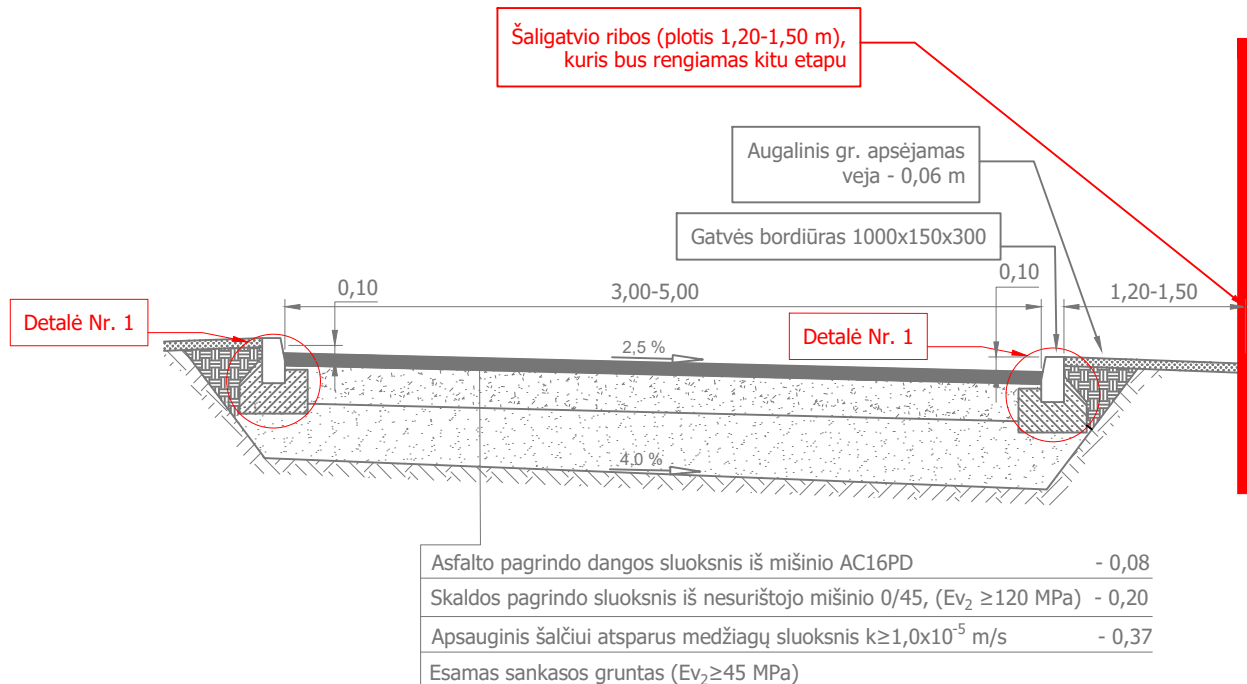 Šaligatvio ribos (plotis 1,20-1,50 m),
kuris bus rengiamas kitu etapu
Augalinis gr. apsėjamas
veja - 0,06 m
Gatvės bordiūras 1000x150x300
0,10
3,00-5,00
0,10
1,20-1,50
Detalė Nr. 1
Detalė Nr. 1
2,5 %
4,0 %
Asfalto pagrindo dangos sluoksnis iš mišinio AC16PD - 0,08
Skaldos pagrindo sluoksnis iš nesurištojo mišinio 0/45, (Ev₂ ≥120 MPa) - 0,20
Apsauginis šalčiui atsparus medžiagų sluoksnis k≥1,0x10⁻⁵ m/s - 0,37
Esamas sankasos gruntas (Ev₂≥45 MPa)